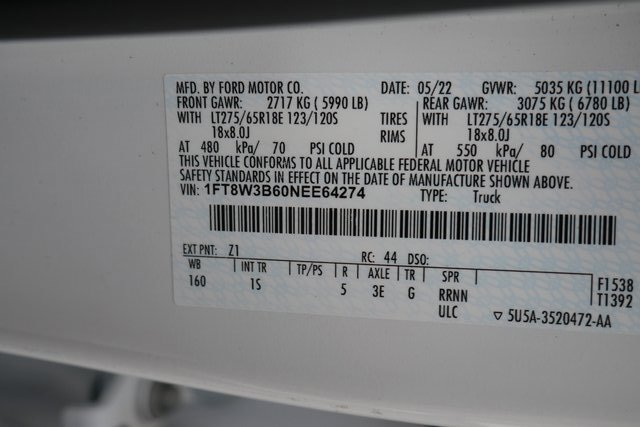 MFD. BY FORD MOTOR CO. DATE: 05/22 GVWR: 5035 KG (11100 L
FRONT GAWR: 2717 KG ( 5990 LB) REAR GAWR: 3075 KG ( 6780 LB)
WITH LT275/65R18E 123/120S TIRES WITH LT275/65R18E 123/120S
18x8.0J RIMS 18x8.0J
AT 480 kPa/ 70 PSI COLD AT 550 kPa/ 80 PSI COLD
THIS VEHICLE CONFORMS TO ALL APPLICABLE FEDERAL MOTOR VEHICLE
SAFETY STANDARDS IN EFFECT ON THE DATE OF MANUFACTURE SHOWN ABOVE.
VIN: 1FT8W3B60NEE64274 TYPE: Truck
EXT PNT: Z1 RC: 44 DSO:
WB INT TR TP/PS R AXLE TR SPR F1538
160 1S 5 3E G RRNN T1392
ULC 5U5A-3520472-AA